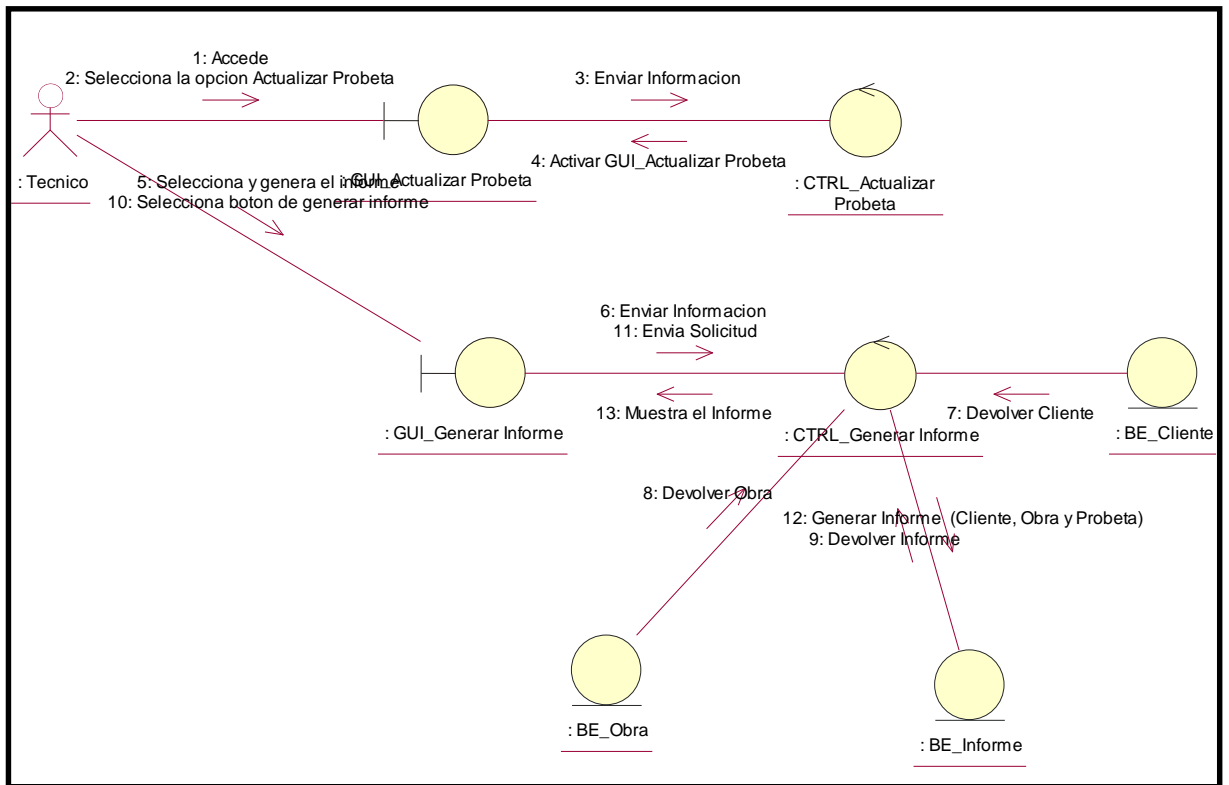 1: Accede
2: Selecciona la opcion Actualizar Probeta
3: Enviar Informacion
4: Activar GUI_Actualizar Probeta
: Tecnico
: GUI_Actualizar Probeta
: CTRL_Actualizar
Probeta
5: Selecciona y genera el informe
10: Selecciona boton de generar informe
6: Enviar Informacion
11: Envia Solicitud
13: Muestra el Informe
7: Devolver Cliente
: GUI_Generar Informe
: CTRL_Generar Informe
: BE_Cliente
8: Devolver Obra
12: Generar Informe (Cliente, Obra y Probeta)
9: Devolver Informe
: BE_Obra
: BE_Informe